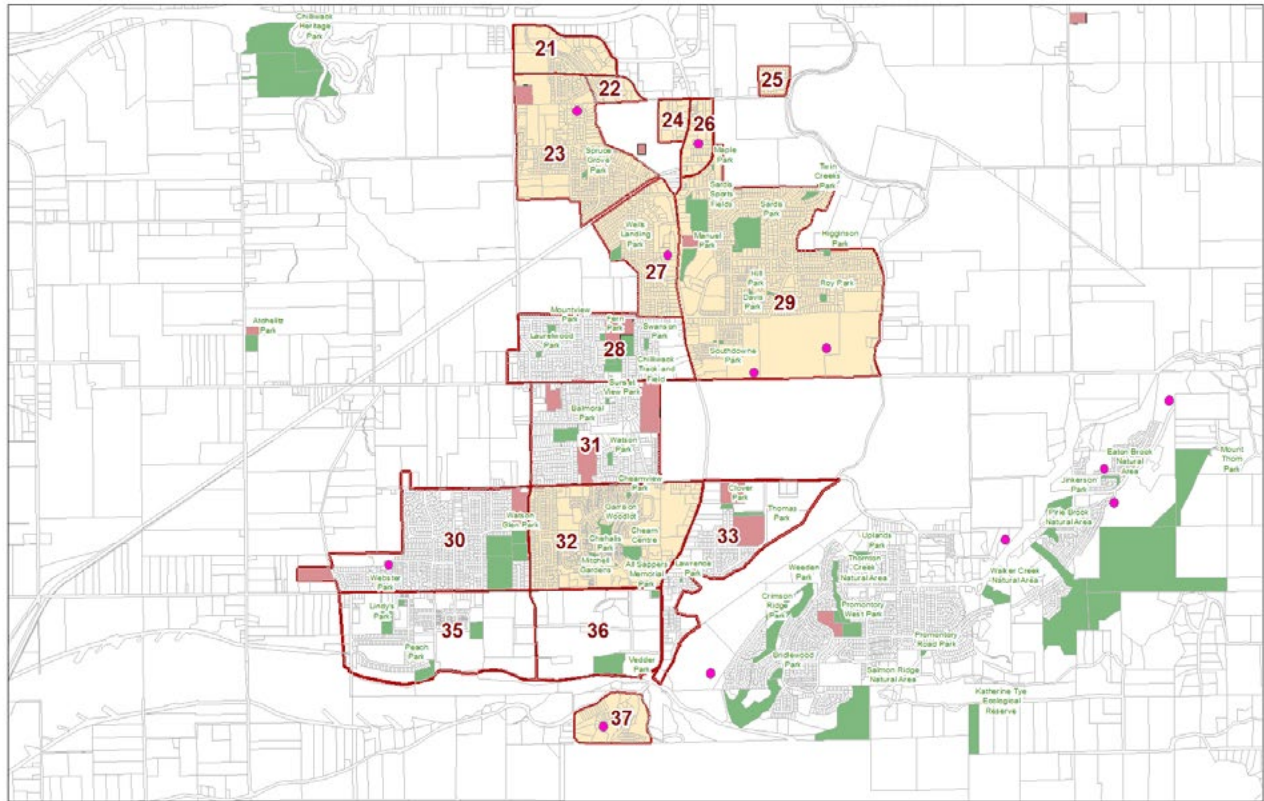 Chilliwack
Heritage
Park
21
22
25
24
26
23
Spruce
Grove
Park
Maple
Park
Twin
Creeks
Park
Sardis
Sports
Fields
Sardis
Park
Wells
Landing
Park
Manuel
Park
Higginson
Park
27
Hill
Park
Roy Park
Davis
Park
29
Mountview
Park
Fern
Park
Swanson
Park
Atchelitz
Park
Laurelwood
Park
28
Southdowne
Park
Chilliwack
Track and
Field
Sunset
View Park
Balmoral
Park
31
Watson
Park
Eaton Brook
Natural
Area
Mount
Thom
Park
Jinkerson
Park
Cheamview
Park
Clover
Park
Thomas
Park
Pine Brook
Natural Area
Watson
Glen Park
Garrison
Woodlot
30
32
Cheam
Centre
33
Chehalis
Park
Mitchell
Gardens
All Sappers
Memorial
Park
Lawrence
Park
Uplands
Park
Thornton
Creek
Natural Area
Weeden
Park
Walker Creek
Natural Area
Webster
Park
Lindys
Park
Crimson
Ridge
Park
Promontory
West Park
35
36
Peach
Park
Vedder
Park
Bridlewood
Park
Promontory
Road Park
Salmon Ridge
Natural Area
Katherine Tye
Ecological
Reserve
37